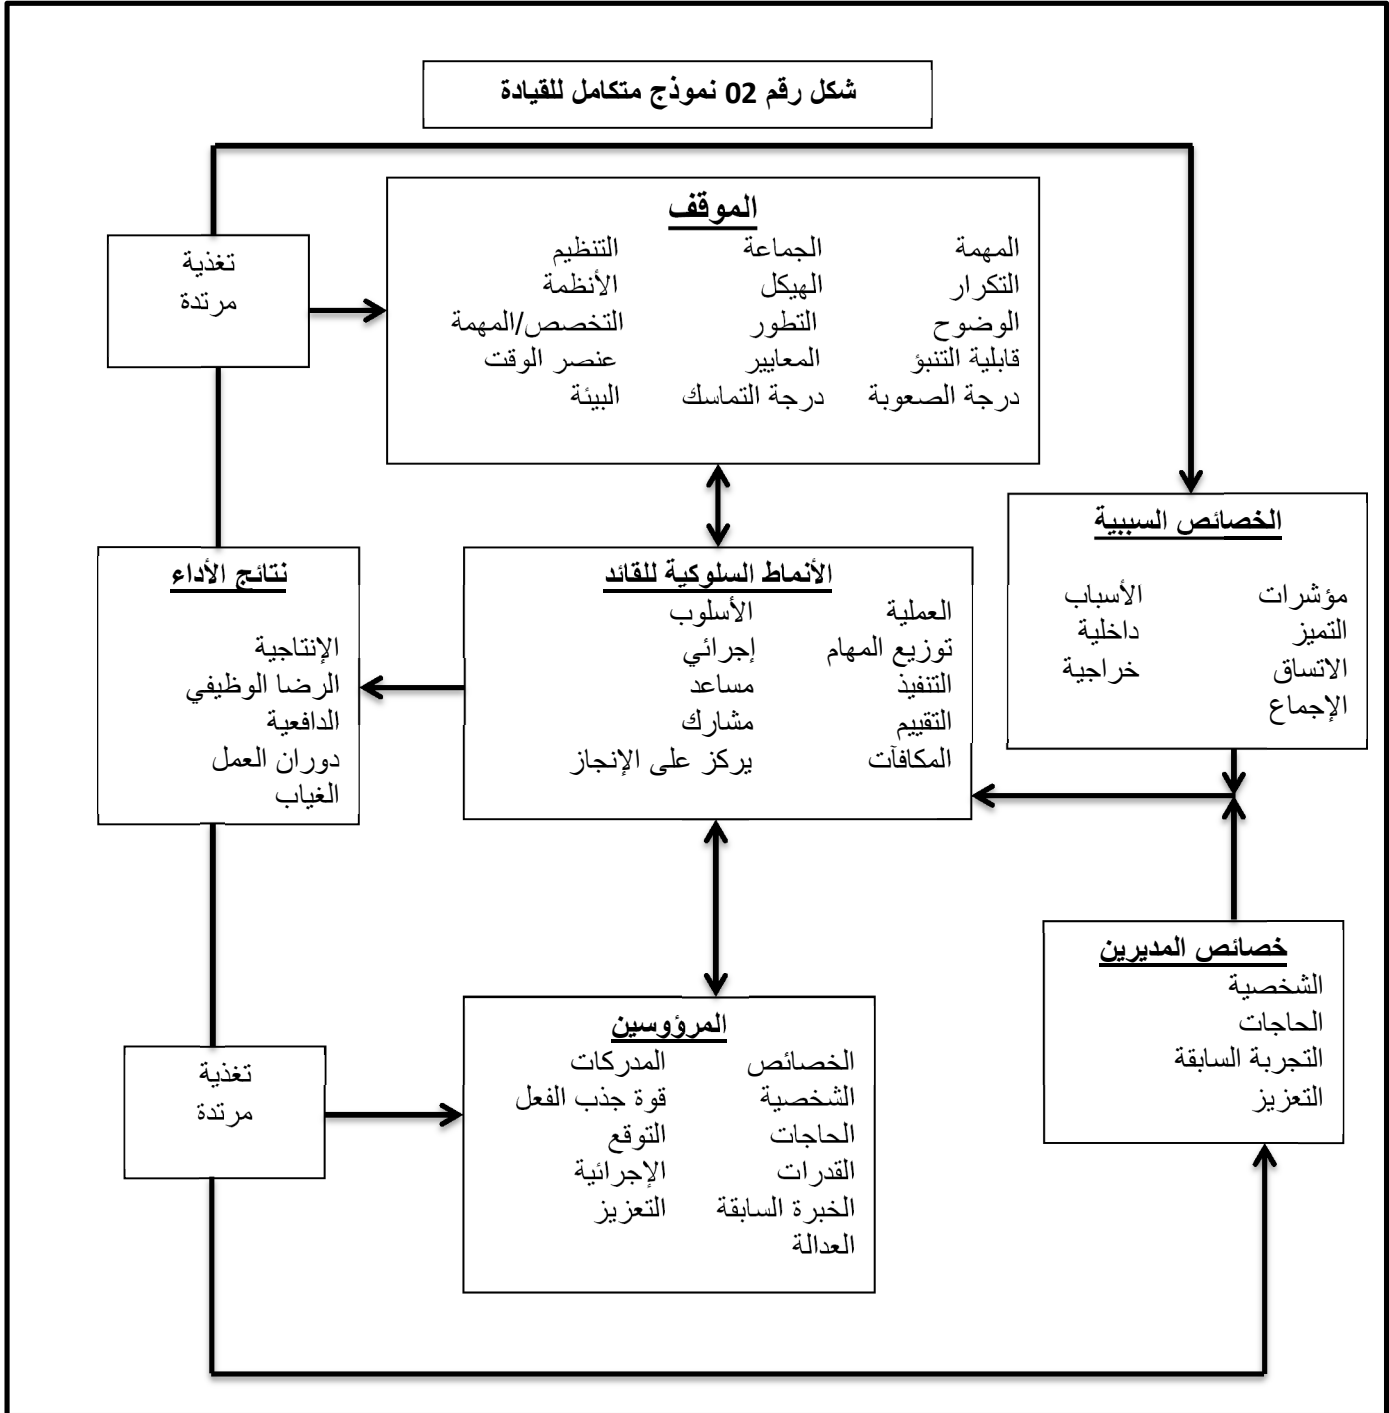 شكل رقم 02 نموذج متكامل للقيادة
الموقف
المهمة الجماعة التنظيم
التكرار الهيكل الأنظمة
الوضوح التطور التخصص/المهمة
قابلية التنبؤ المعايير عنصر الوقت
درجة الصعوبة درجة التماسك البيئة
تغذية
مرتدة
الخصائص السببية
مؤشرات الأسباب
التميز داخلية
الاتساق خراجية
الإجماع
الأنماط السلوكية للقائد
العملية الأسلوب
توزيع المهام إجرائي
التنفيذ مساعد
التقييم مشارك
المكافآت يركز على الإنجاز
نتائج الأداء
الإنتاجية
الرضا الوظيفي
الدافعية
دوران العمل
الغياب
خصائص المديرين
الشخصية
الحاجات
التجربة السابقة
التعزيز
المرؤوسين
الخصائص المدركات
الشخصية قوة جذب الفعل
الحاجات التوقع
القدرات الإجرائية
الخبرة السابقة التعزيز
العدالة
تغذية
مرتدة